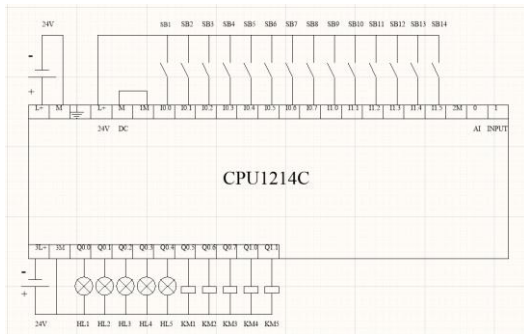 24V SB1 SB2 SB3 SB4 SB5 SB6 SB7 SB8 SB9 SB10 SB11 SB12 SB13 SB14
-
+
L+ M L+ M 1M I0.0 I0.1 I0.2 I0.3 I0.4 I0.5 I0.6 I0.7 I1.0 I1.1 I1.2 I1.3 I1.4 I1.5 2M 0 1
24V DC AI INPUT
CPU1214C
3L+ 3M Q0.0 Q0.1 Q0.2 Q0.3 Q0.4 Q0.5 Q0.6 Q0.7 Q1.0 Q1.1
-
+
24V HL1 HL2 HL3 HL4 HL5 KM1 KM2 KM3 KM4 KM5